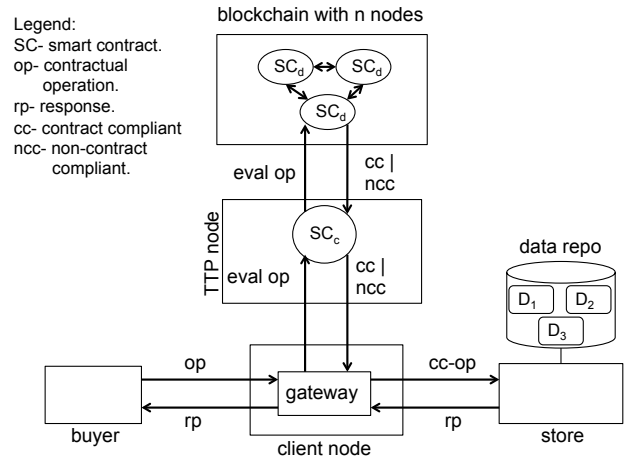 blockchain with n nodes
Legend:
SC- smart contract.
op- contractual
operation.
rp- response.
cc- contract compliant
ncc- non-contract
compliant.
SCd
SCd
SCd
eval op
cc |
ncc
TTP node
SCc
eval op
cc |
ncc
data repo
D1
D2
D3
op
cc-op
gateway
rp
rp
buyer
client node
store